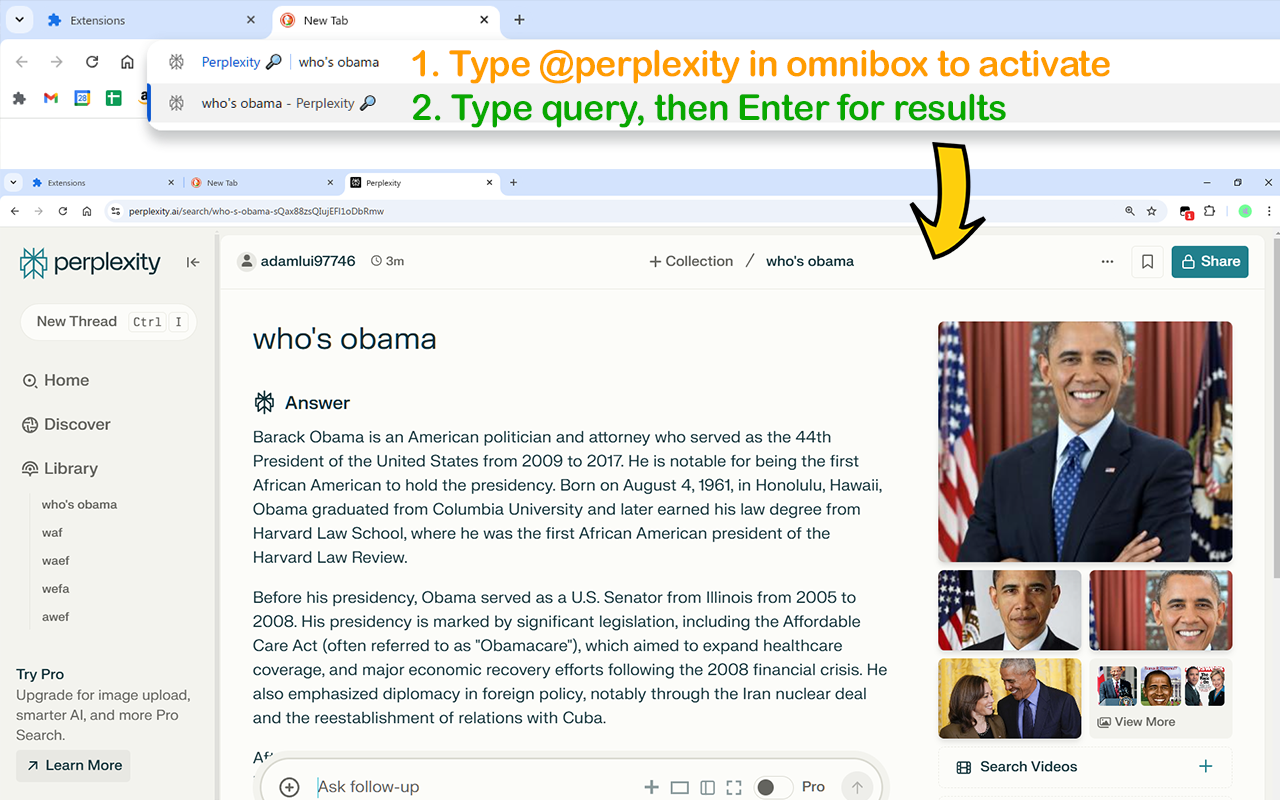 Extensions
New Tab
Perplexity who's obama
1. Type @perplexity in omnibox to activate
28
who's obama - Perplexity
2. Type query, then Enter for results
Extensions
New Tab
Perplexity
perplexity.ai/search/who-s-obama-sQax88zsQIujEFl1oDbRmw
1
perplexity
adamlui97746
3m
Collection / who's obama
Share
New Thread Ctrl I
Home
Discover
Library
who's obama
waf
waef
wefa
awef
Try Pro
Upgrade for image upload,
smarter AI, and more Pro
Search.
Learn More
who's obama
Answer
Barack Obama is an American politician and attorney who served as the 44th
President of the United States from 2009 to 2017. He is notable for being the first
African American to hold the presidency. Born on August 4, 1961, in Honolulu, Hawaii,
Obama graduated from Columbia University and later earned his law degree from
Harvard Law School, where he was the first African American president of the
Harvard Law Review.
Before his presidency, Obama served as a U.S. Senator from Illinois from 2005 to
2008. His presidency is marked by significant legislation, including the Affordable
Care Act (often referred to as "Obamacare"), which aimed to expand healthcare
coverage, and major economic recovery efforts following the 2008 financial crisis. He
also emphasized diplomacy in foreign policy, notably through the Iran nuclear deal
and the reestablishment of relations with Cuba.
Ask follow-up
Pro
View More
Search Videos